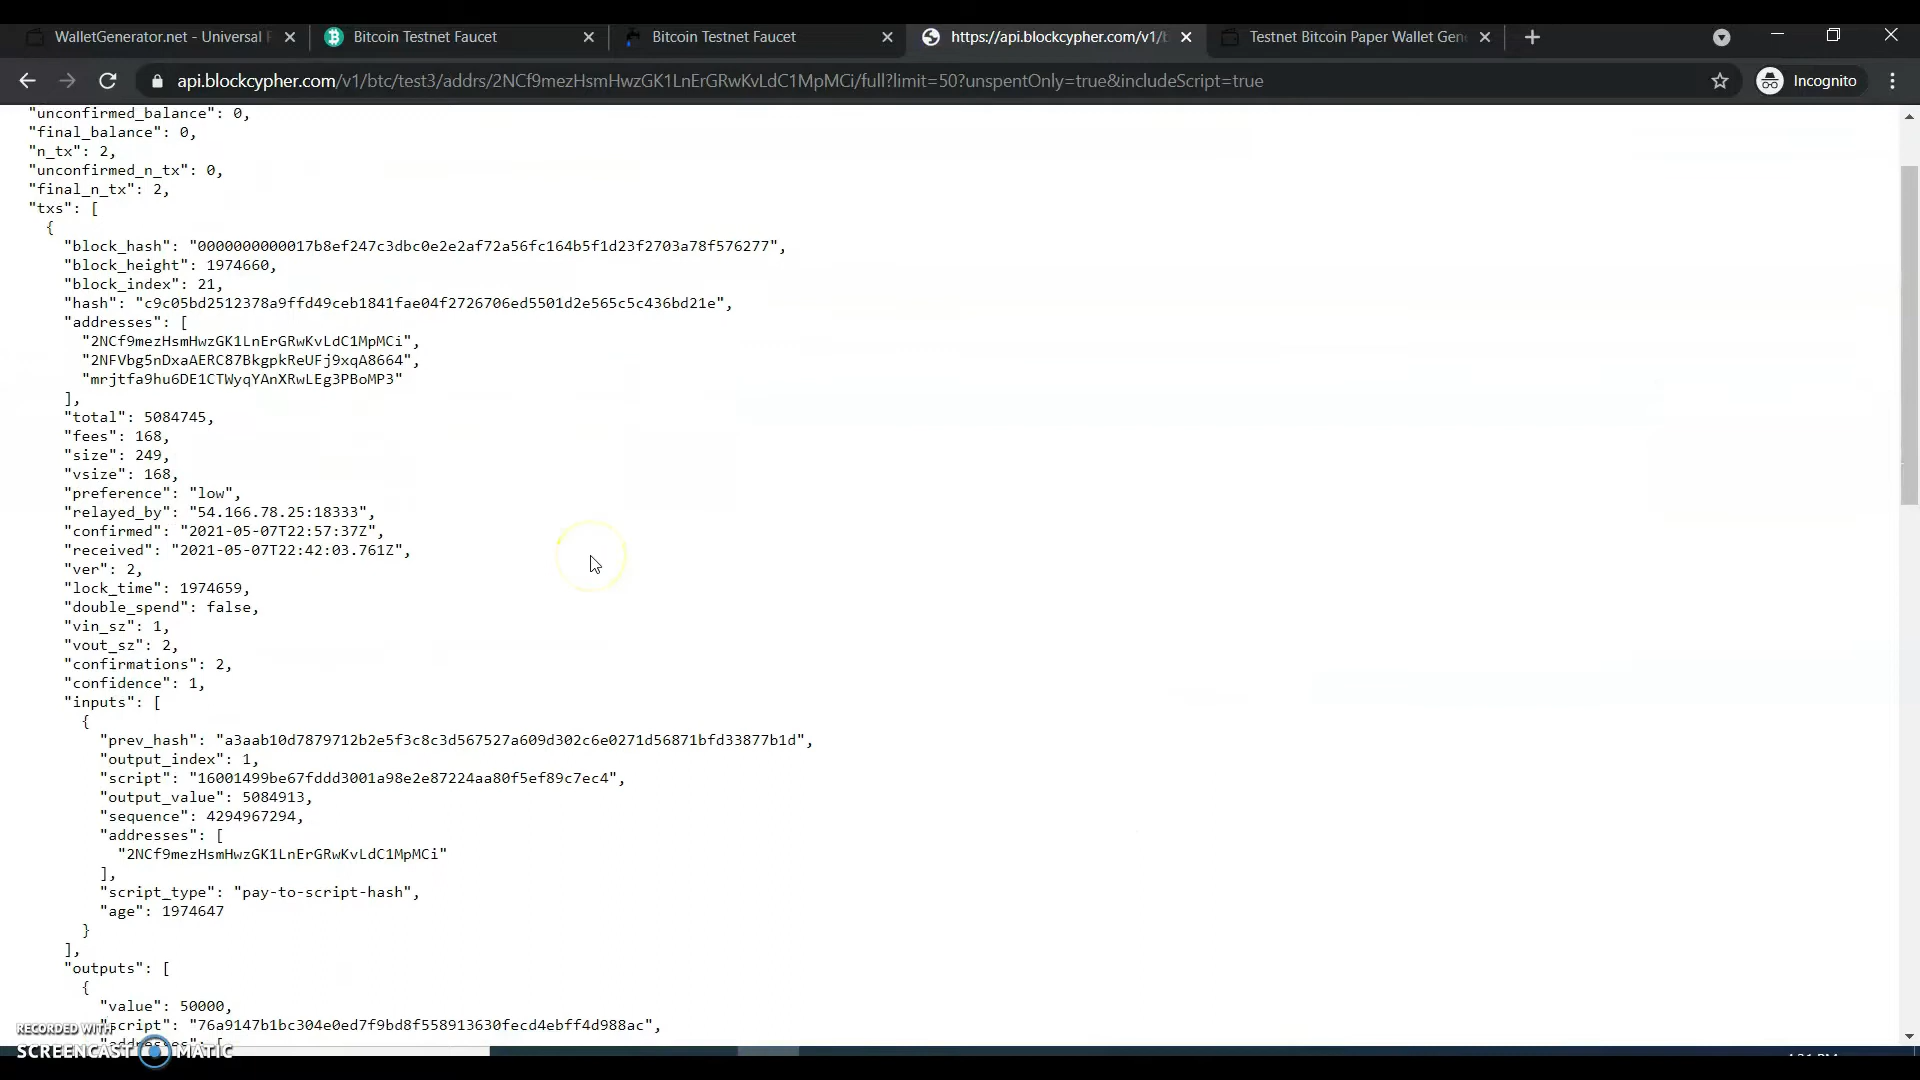 WalletGenerator.net - Universal
Bitcoin Testnet Faucet
Bitcoin Testnet Faucet
https://api.blockcypher.com/v1/
Testnet Bitcoin Paper Wallet Gen
api.blockcypher.com/v1/btc/test3/addrs/2NCf9mezHsmHwzGK1LnErGRwKvLdC1MpMCi/full?limit=50?unspentOnly=true&includeScript=true
Incognito
"unconfirmed_balance": 0,
"final_balance": 0,
"n_tx": 2,
"unconfirmed_n_tx": 0,
"final_n_tx": 2,
"txs": [
{
"block_hash": "0000000000017b8ef247c3dbc0e2e2af72a56fc164b5f1d23f2703a78f576277",
"block_height": 1974660,
"block_index": 21,
"hash": "c9c05bd2512378a9ffd49ceb1841fae04f2726706ed5501d2e565c5c436bd21e",
"addresses": [
"2NCf9mezHsmHwzGK1LnErGRwKvLdC1MpMCi",
"2NFVbg5nDxaAERC87BkgpkReUFj9xqA8664",
"mrjtfa9hu6DE1CTWyqYAnXRwLEg3PBoMP3"
],
"total": 5084745,
"fees": 168,
"size": 249,
"vsize": 168,
"preference": "low",
"relayed_by": "54.166.78.25:18333",
"confirmed": "2021-05-07T22:57:37Z",
"received": "2021-05-07T22:42:03.761Z",
"ver": 2,
"lock_time": 1974659,
"double_spend": false,
"vin_sz": 1,
"vout_sz": 2,
"confirmations": 2,
"confidence": 1,
"inputs": [
{
"prev_hash": "a3aab10d7879712b2e5f3c8c3d567527a609d302c6e0271d56871bfd33877b1d",
"output_index": 1,
"script": "16001499be67fddd3001a98e2e87224aa80f5ef89c7ec4",
"output_value": 5084913,
"sequence": 4294967294,
"addresses": [
"2NCf9mezHsmHwzGK1LnErGRwKvLdC1MpMCi"
],
"script_type": "pay-to-script-hash",
"age": 1974647
}
],
"outputs": [
{
"value": 50000,
"script": "76a9147b1bc304e0ed7f9bd8f558913630fecd4ebff4d988ac",
RECORDED WITH
SCREENCAST MATIC